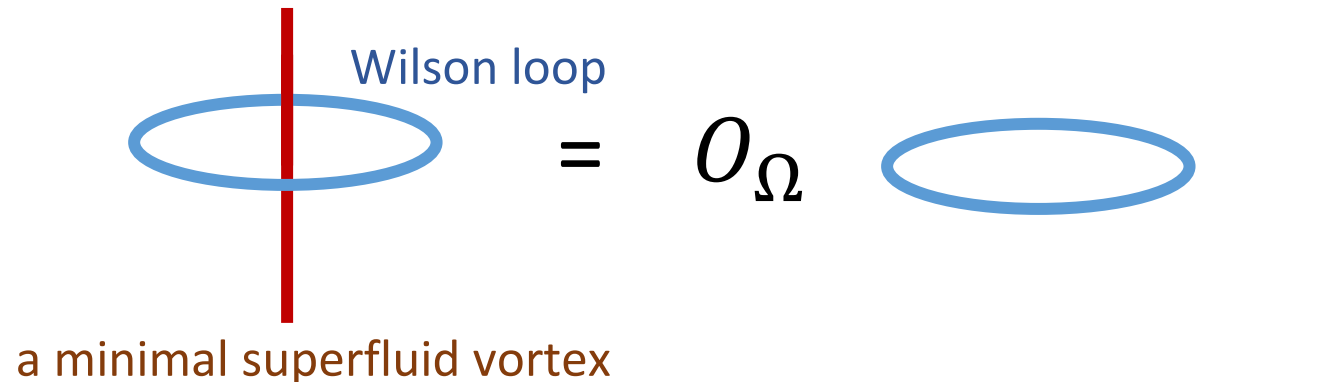 Wilson loop
= O_Ω
a minimal superfluid vortex